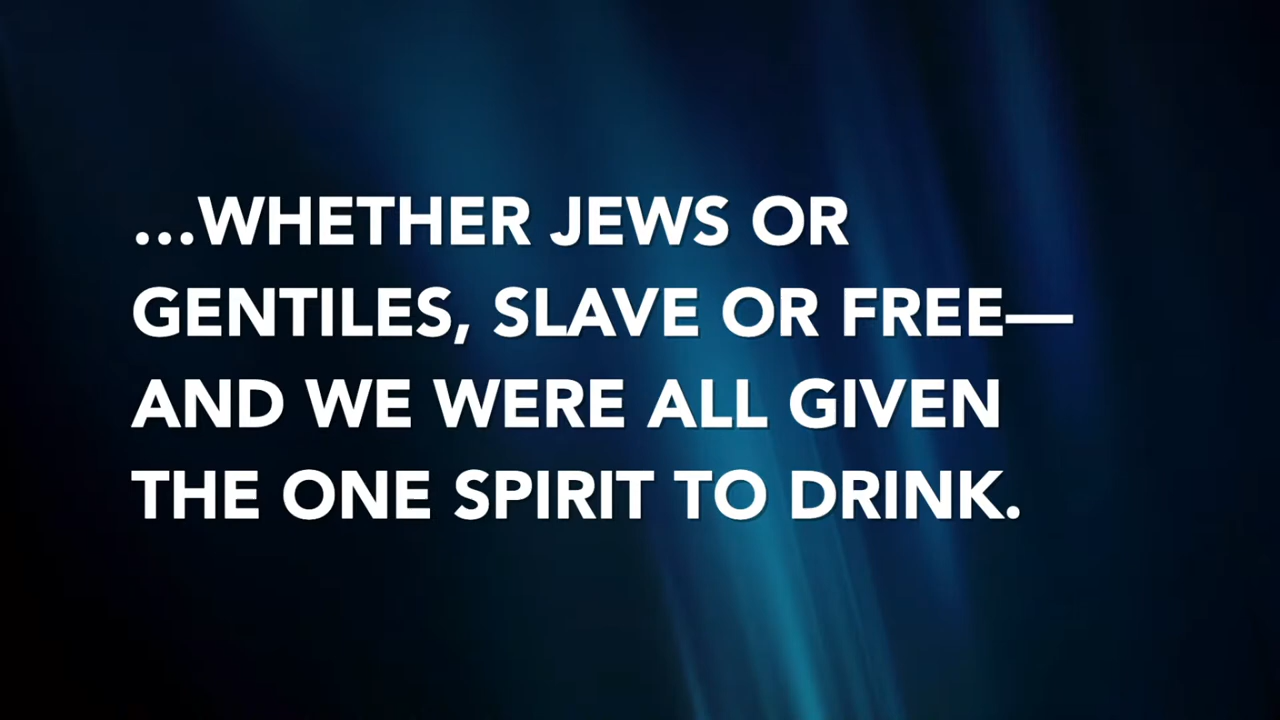 ...WHETHER JEWS OR
GENTILES, SLAVE OR FREE—
AND WE WERE ALL GIVEN
THE ONE SPIRIT TO DRINK.